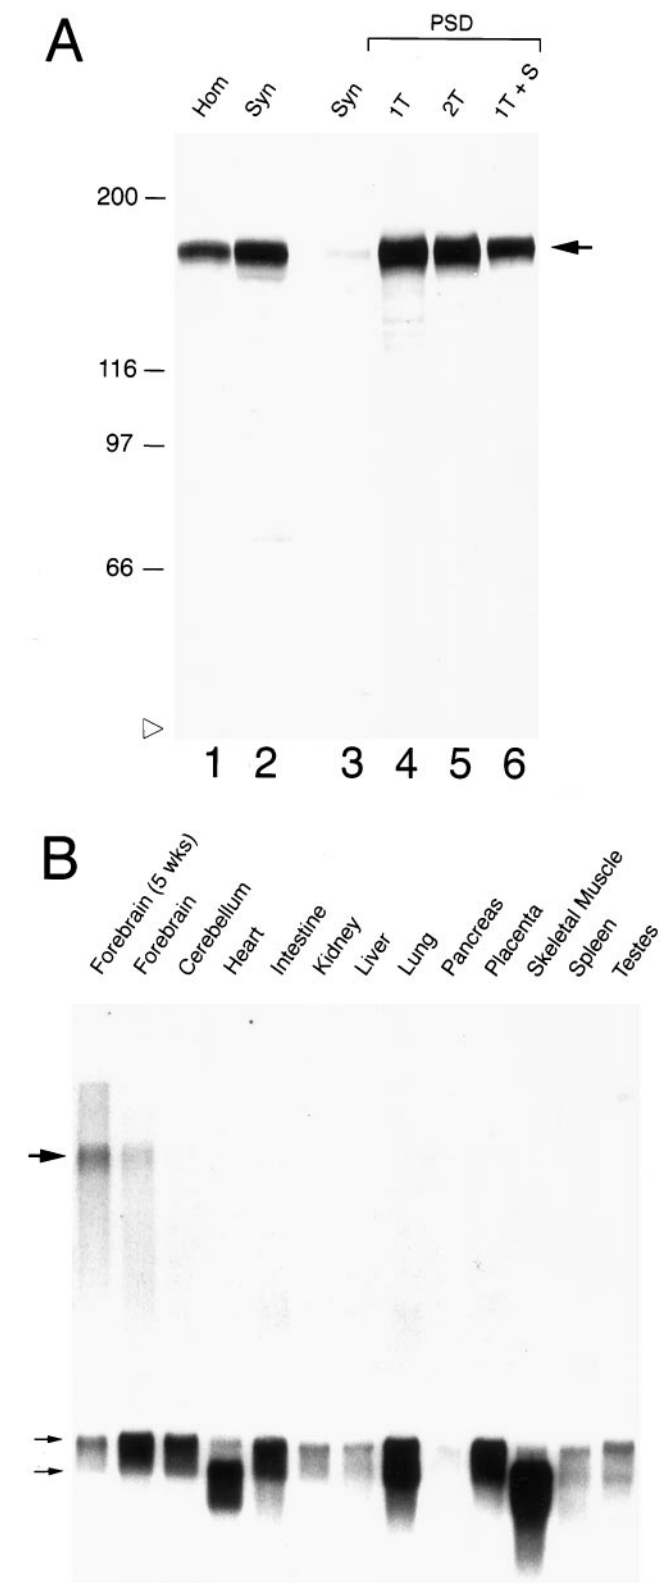 A
PSD
Hom Syn Syn 1T 2T 1T + S
200
116
97
66
1 2 3 4 5 6
B
Forebrain (5 wks) Forebrain Cerebellum Heart Intestine Kidney Liver Lung Pancreas Placenta Skeletal Muscle Spleen Testes